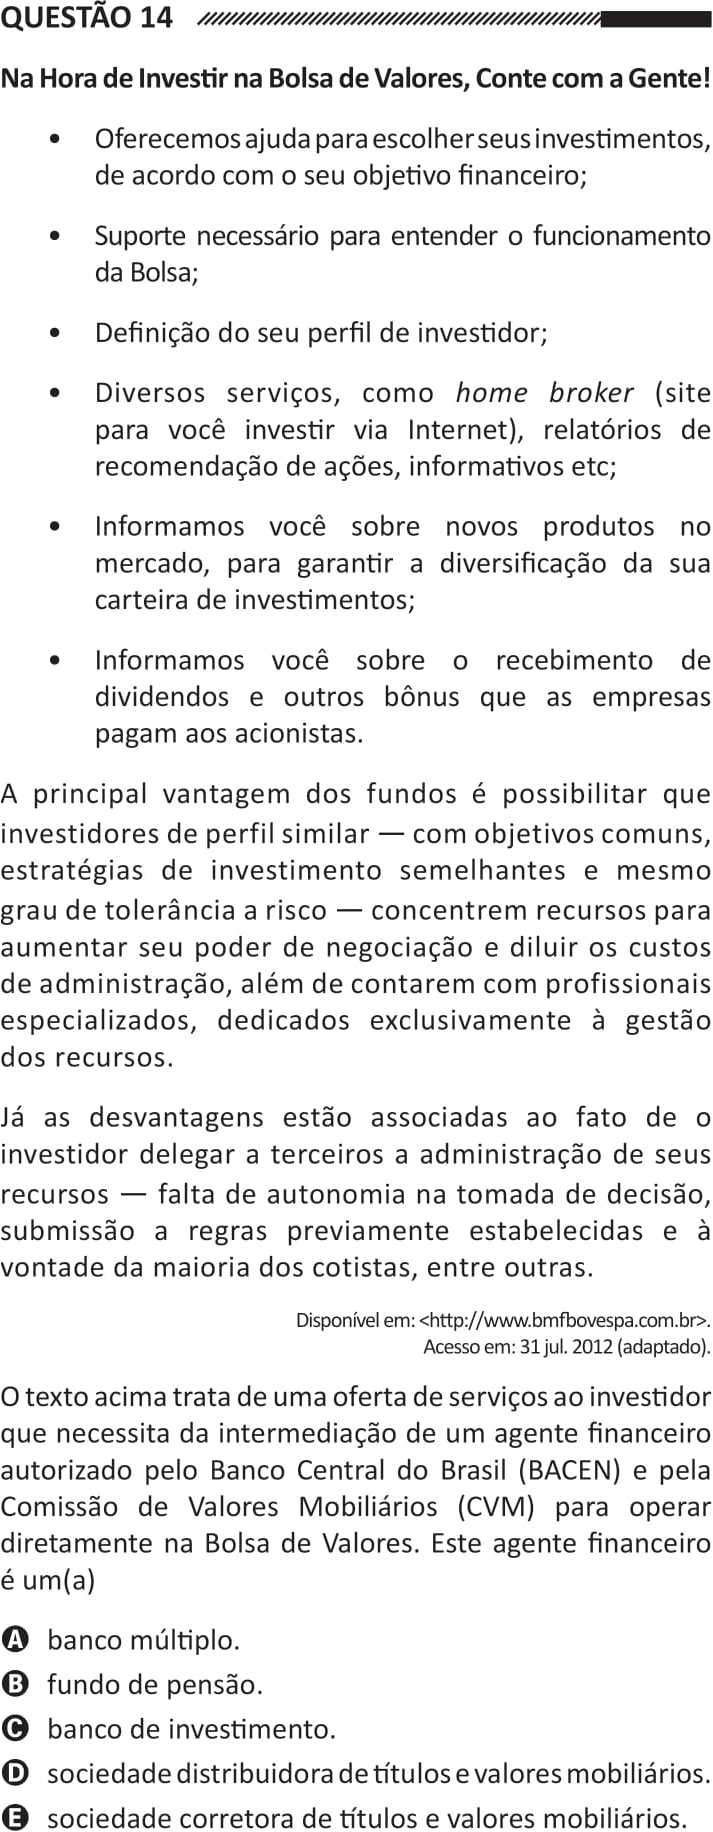 QUESTÃO 14
Na Hora de Investir na Bolsa de Valores, Conte com a Gente!
• Oferecemos ajuda para escolher seus investimentos,
de acordo com o seu objetivo financeiro;
• Suporte necessário para entender o funcionamento
da Bolsa;
• Definição do seu perfil de investidor;
• Diversos serviços, como home broker (site
para você investir via Internet), relatórios de
recomendação de ações, informativos etc;
• Informamos você sobre novos produtos no
mercado, para garantir a diversificação da sua
carteira de investimentos;
• Informamos você sobre o recebimento de
dividendos e outros bônus que as empresas
pagam aos acionistas.
A principal vantagem dos fundos é possibilitar que
investidores de perfil similar — com objetivos comuns,
estratégias de investimento semelhantes e mesmo
grau de tolerância a risco — concentrem recursos para
aumentar seu poder de negociação e diluir os custos
de administração, além de contarem com profissionais
especializados, dedicados exclusivamente à gestão
dos recursos.
Já as desvantagens estão associadas ao fato de o
investidor delegar a terceiros a administração de seus
recursos — falta de autonomia na tomada de decisão,
submissão a regras previamente estabelecidas e à
vontade da maioria dos cotistas, entre outras.
Disponível em: <http://www.bmfbovespa.com.br>.
Acesso em: 31 jul. 2012 (adaptado).
O texto acima trata de uma oferta de serviços ao investidor
que necessita da intermediação de um agente financeiro
autorizado pelo Banco Central do Brasil (BACEN) e pela
Comissão de Valores Mobiliários (CVM) para operar
diretamente na Bolsa de Valores. Este agente financeiro
é um(a)
A banco múltiplo.
B fundo de pensão.
C banco de investimento.
D sociedade distribuidora de títulos e valores mobiliários.
E sociedade corretora de títulos e valores mobiliários.